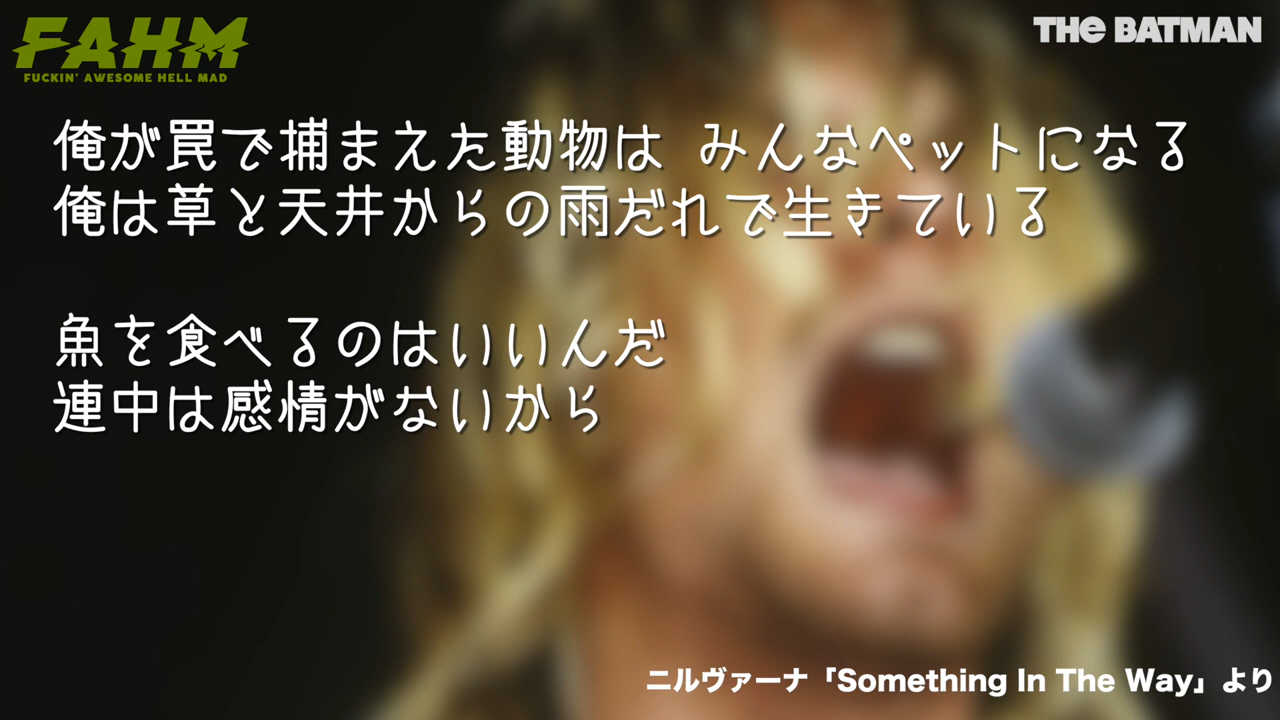 FAHM
FUCKIN' AWESOME HELL MAD
THE BATMAN
俺が罠で捕まえた動物は みんなペットになる
俺は草と天井からの雨だれで生きている
魚を食べるのはいいんだ
連中は感情がないから
ニルヴァーナ「Something In The Way」より